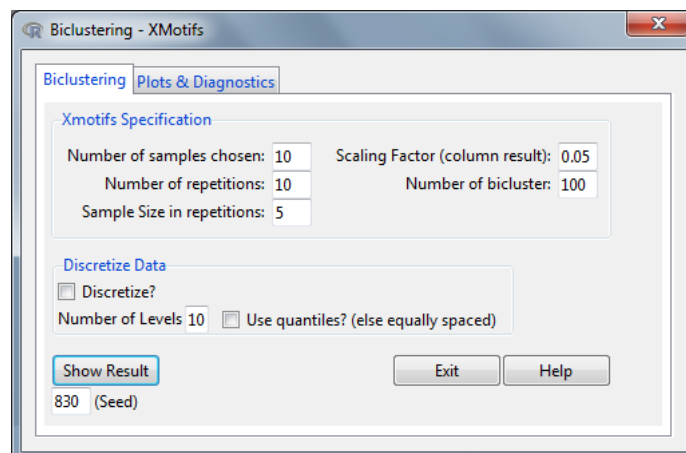 Biclustering - XMotifs
Biclustering Plots & Diagnostics
Xmotifs Specification
Number of samples chosen: 10 Scaling Factor (column result): 0.05
Number of repetitions: 10 Number of bicluster: 100
Sample Size in repetitions: 5
Discretize Data
Discretize?
Number of Levels 10 Use quantiles? (else equally spaced)
Show Result Exit Help
830 (Seed)